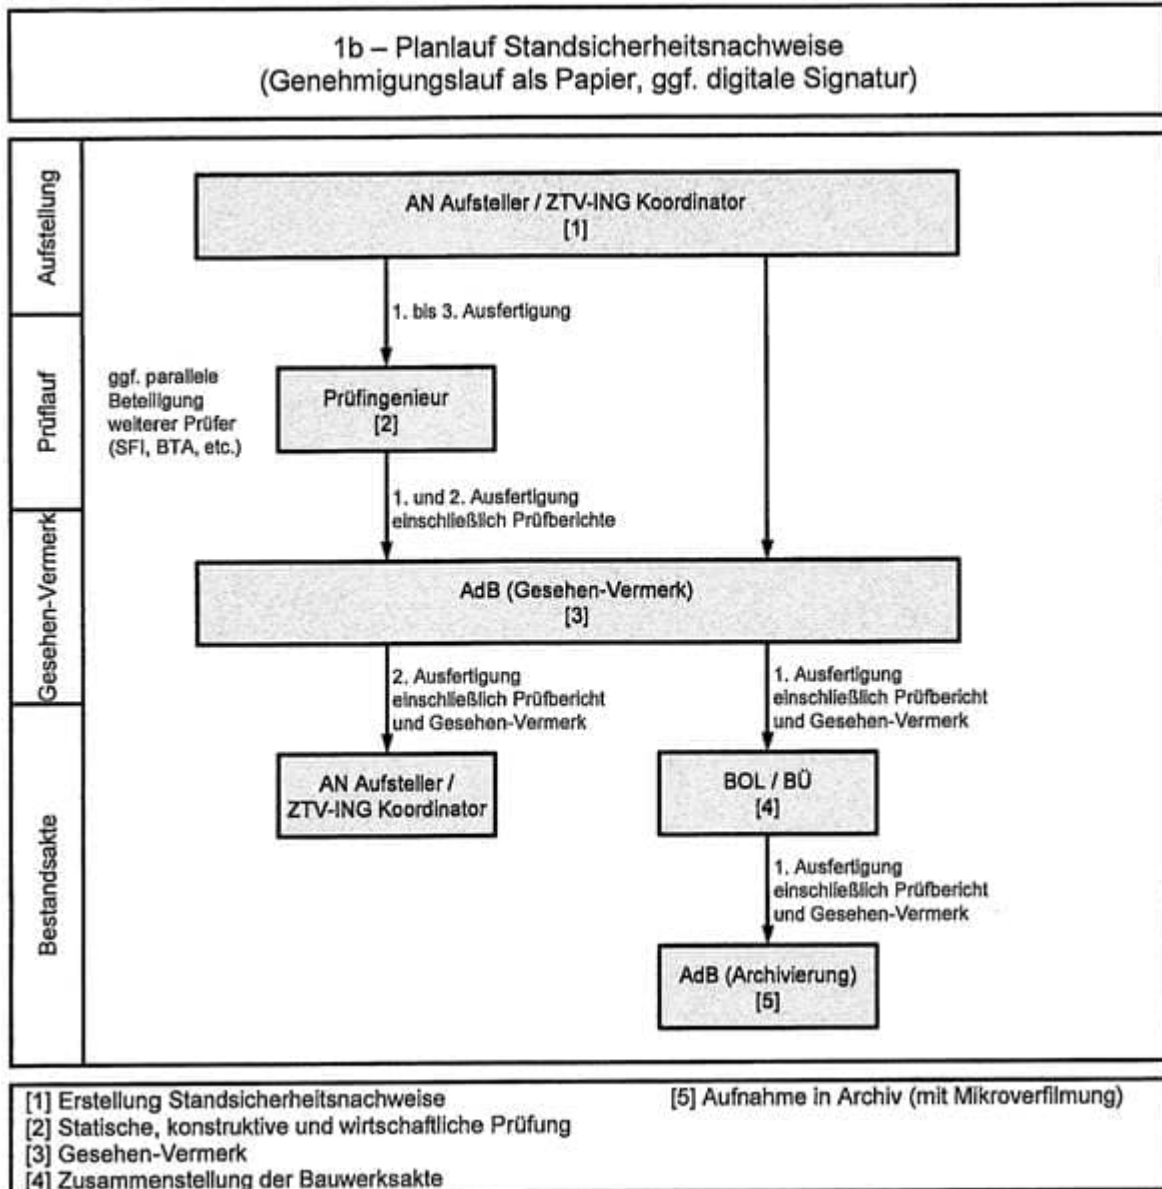 1b – Planlauf Standsicherheitsnachweise
(Genehmigungslauf als Papier, ggf. digitale Signatur)
Aufstellung
AN Aufsteller / ZTV-ING Koordinator
[1]
1. bis 3. Ausfertigung
Prüflauf
ggf. parallele
Beteiligung
weiterer Prüfer
(SFI, BTA, etc.)
Prüfingenieur
[2]
1. und 2. Ausfertigung
einschließlich Prüfberichte
Gesehen-Vermerk
AdB (Gesehen-Vermerk)
[3]
2. Ausfertigung
einschließlich Prüfbericht
und Gesehen-Vermerk
1. Ausfertigung
einschließlich Prüfbericht
und Gesehen-Vermerk
Bestandsakte
AN Aufsteller /
ZTV-ING Koordinator
BOL / BÜ
[4]
1. Ausfertigung
einschließlich Prüfbericht
und Gesehen-Vermerk
AdB (Archivierung)
[5]
[1] Erstellung Standsicherheitsnachweise
[2] Statische, konstruktive und wirtschaftliche Prüfung
[3] Gesehen-Vermerk
[4] Zusammenstellung der Bauwerksakte
[5] Aufnahme in Archiv (mit Mikroverfilmung)